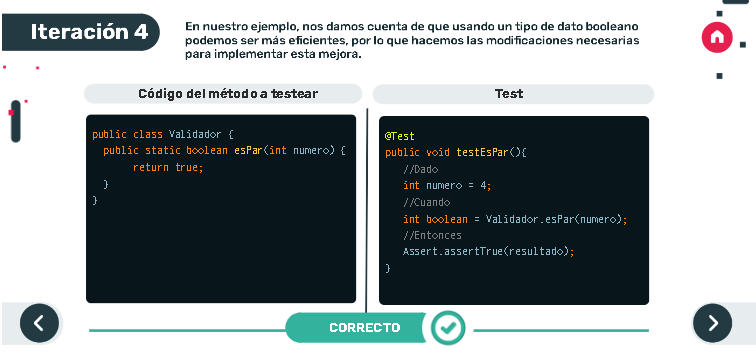 Iteración 4
En nuestro ejemplo, nos damos cuenta de que usando un tipo de dato booleano
podemos ser más eficientes, por lo que hacemos las modificaciones necesarias
para implementar esta mejora.
Código del método a testear
public class Validador {
public static boolean esPar(int numero) {
return true;
}
}
Test
@Test
public void testEsPar(){
//Dado
int numero = 4;
//Cuando
int boolean = Validador.esPar(numero);
//Entonces
Assert.assertTrue(resultado);
}
CORRECTO